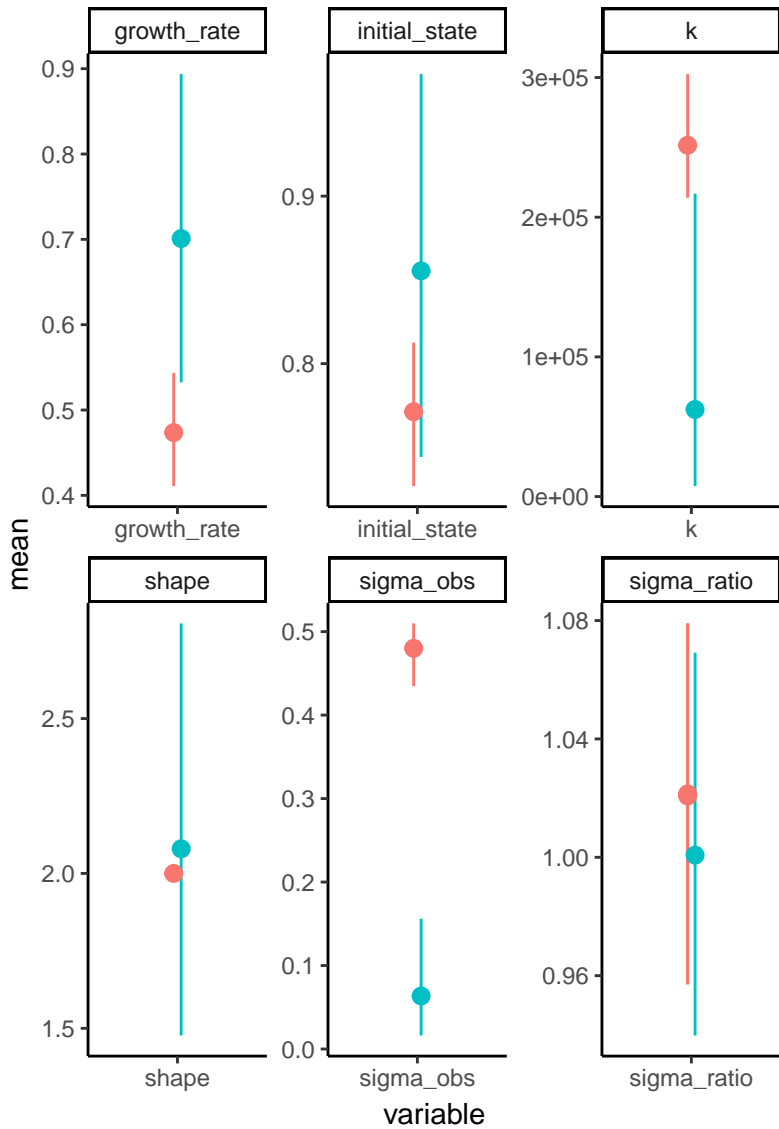 growth_rate
initial_state
k
0.9
0.8
0.7
0.6
0.5
0.4
0.9
0.8
3e+05
2e+05
1e+05
0e+00
growth_rate
initial_state
k
mean
shape
sigma_obs
sigma_ratio
2.5
2.0
1.5
0.5
0.4
0.3
0.2
0.1
0.0
1.08
1.04
1.00
0.96
shape
sigma_obs
sigma_ratio
variable